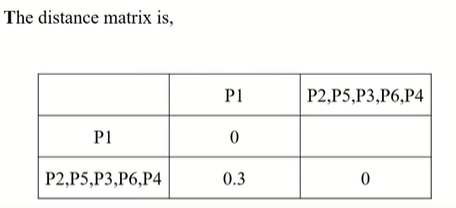 The distance matrix is,
P1 P2,P5,P3,P6,P4
P1 0
P2,P5,P3,P6,P4 0.3 0